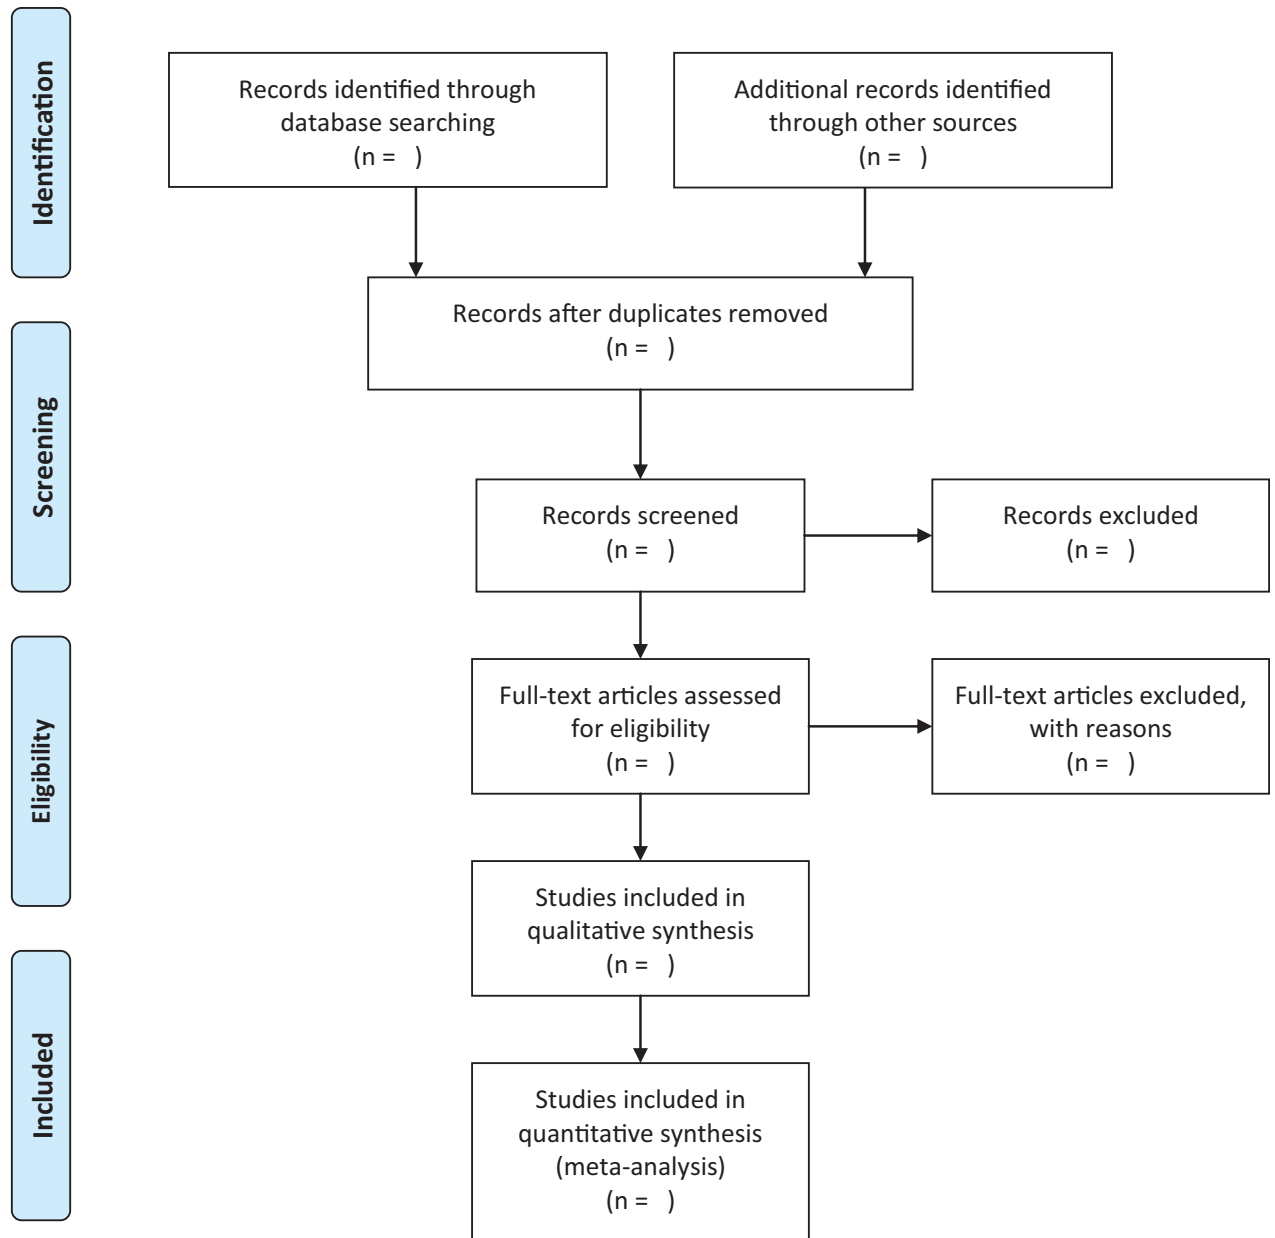 Identification
Records identified through
database searching
(n =   )
Additional records identified
through other sources
(n =   )
Records after duplicates removed
(n =   )
Screening
Records screened
(n =   )
Records excluded
(n =   )
Eligibility
Full-text articles assessed
for eligibility
(n =   )
Full-text articles excluded,
with reasons
(n =   )
Studies included in
qualitative synthesis
(n =   )
Included
Studies included in
quantitative synthesis
(meta-analysis)
(n =   )